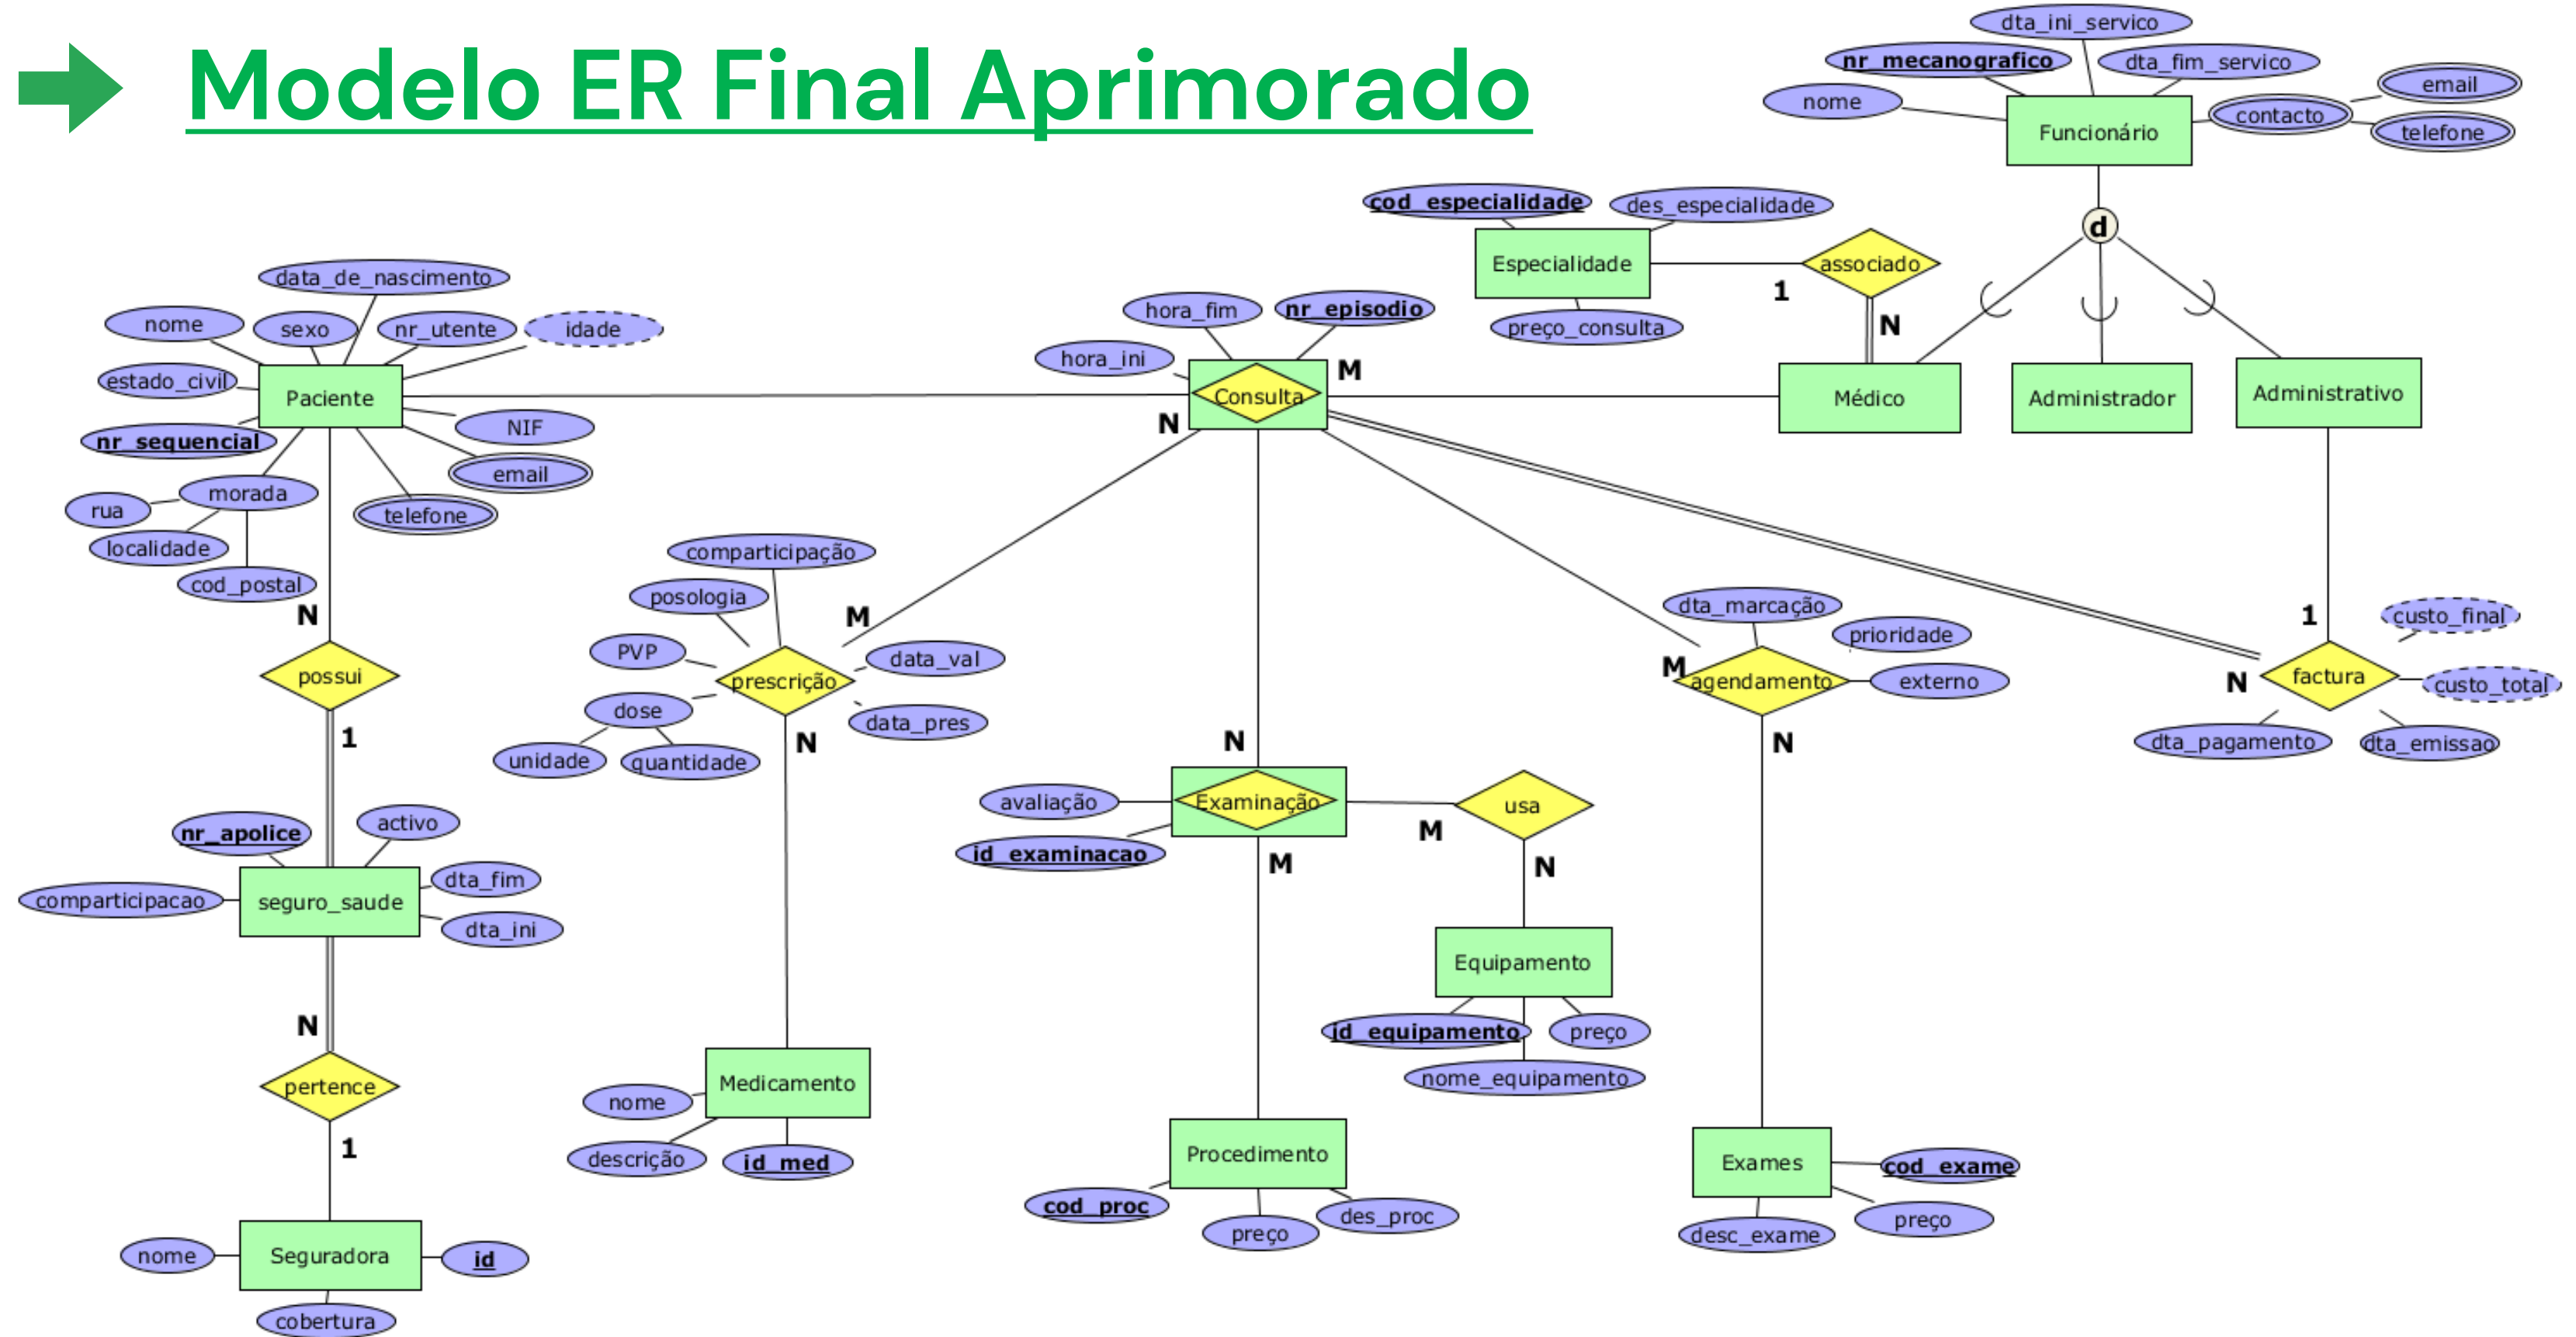 Modelo ER Final Aprimorado
dta_ini_servico
nr_mecanografico
dta_fim_servico
nome
contacto
email
telefone
Funcionário
d
cod_especialidade
des_especialidade
Especialidade
preço_consulta
associado
1
N
Médico
Administrador
Administrativo
data_de_nascimento
nome
sexo
nr_utente
idade
estado_civil
Paciente
nr_sequencial
NIF
email
telefone
morada
rua
localidade
cod_postal
hora_fim
nr_episodio
hora_ini
Consulta
M
N
N
possui
1
nr_apolice
activo
dta_fim
comparticipacao
seguro_saude
dta_ini
N
pertence
1
nome
Seguradora
id
cobertura
comparticipação
posologia
PVP
M
data_val
prescrição
dose
data_pres
unidade
quantidade
N
nome
Medicamento
descrição
id_med
N
avaliação
Examinação
id_examinacao
M
usa
M
N
Equipamento
id_equipamento
preço
nome_equipamento
Procedimento
cod_proc
preço
des_proc
dta_marcação
prioridade
M
agendamento
externo
N
Exames
cod_exame
preço
desc_exame
1
custo_final
N
factura
custo_total
dta_pagamento
dta_emissao